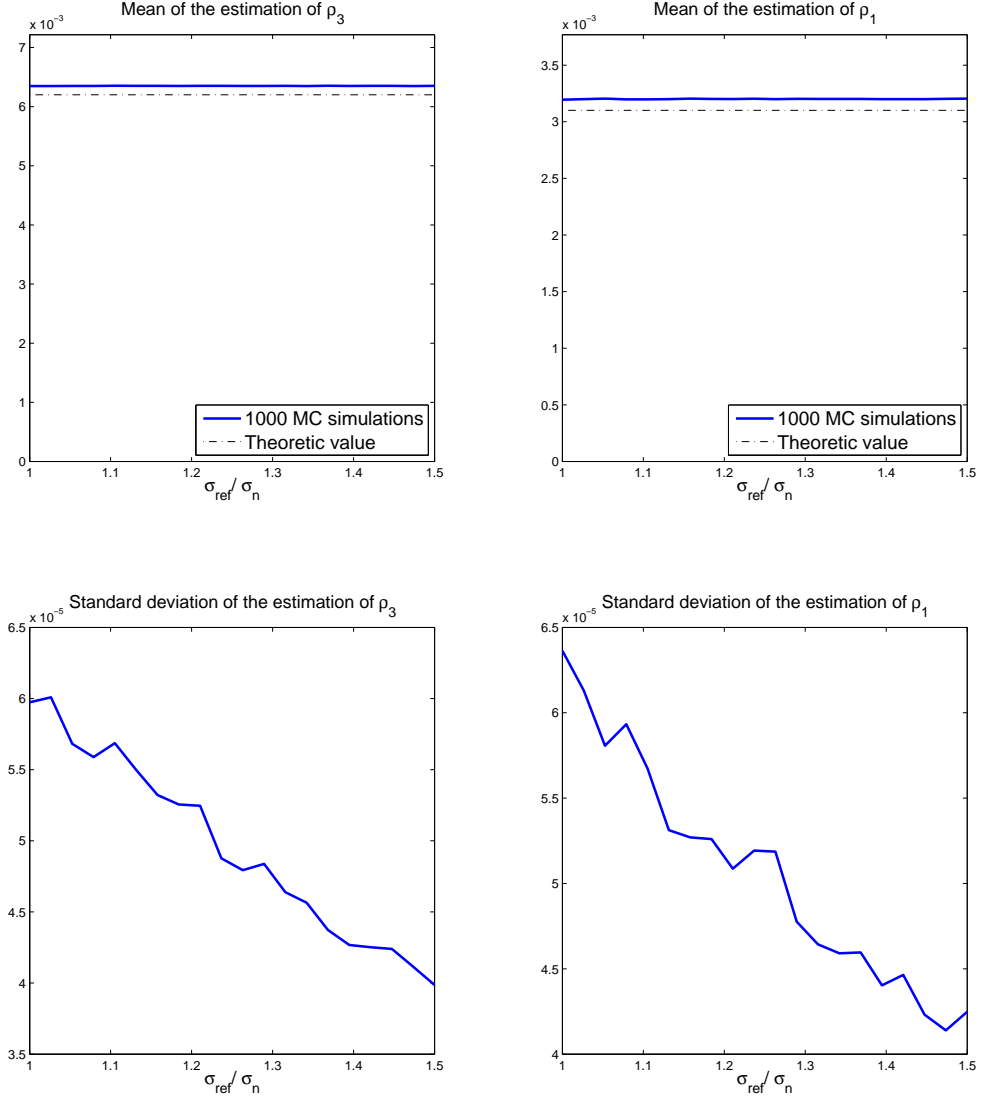 Mean of the estimation of ρ3
x 10−3
7
6
5
4
3
2
1
0
1000 MC simulations
Theoretic value
1 1.1 1.2 1.3 1.4 1.5
σref/ σn
Mean of the estimation of ρ1
x 10−3
3.5
3
2.5
2
1.5
1
0.5
0
1000 MC simulations
Theoretic value
1 1.1 1.2 1.3 1.4 1.5
σref/ σn
Standard deviation of the estimation of ρ3
x 10−5
6.5
6
5.5
5
4.5
4
3.5
1 1.1 1.2 1.3 1.4 1.5
σref/ σn
Standard deviation of the estimation of ρ1
x 10−5
6.5
6
5.5
5
4.5
4
1 1.1 1.2 1.3 1.4 1.5
σref/ σn